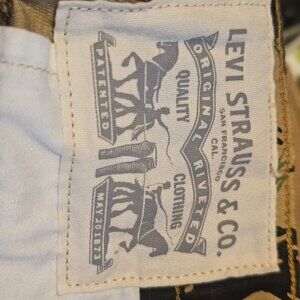 LEVI STRAUSS & CO.
SAN FRANCISCO
CAL.
ORIGINAL RIVETED
QUALITY CLOTHING
PATENTED
MAY 20 1873